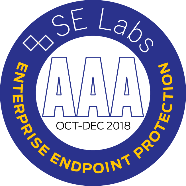 SE Labs
AAA
OCT-DEC 2018
ENTERPRISE ENDPOINT PROTECTION